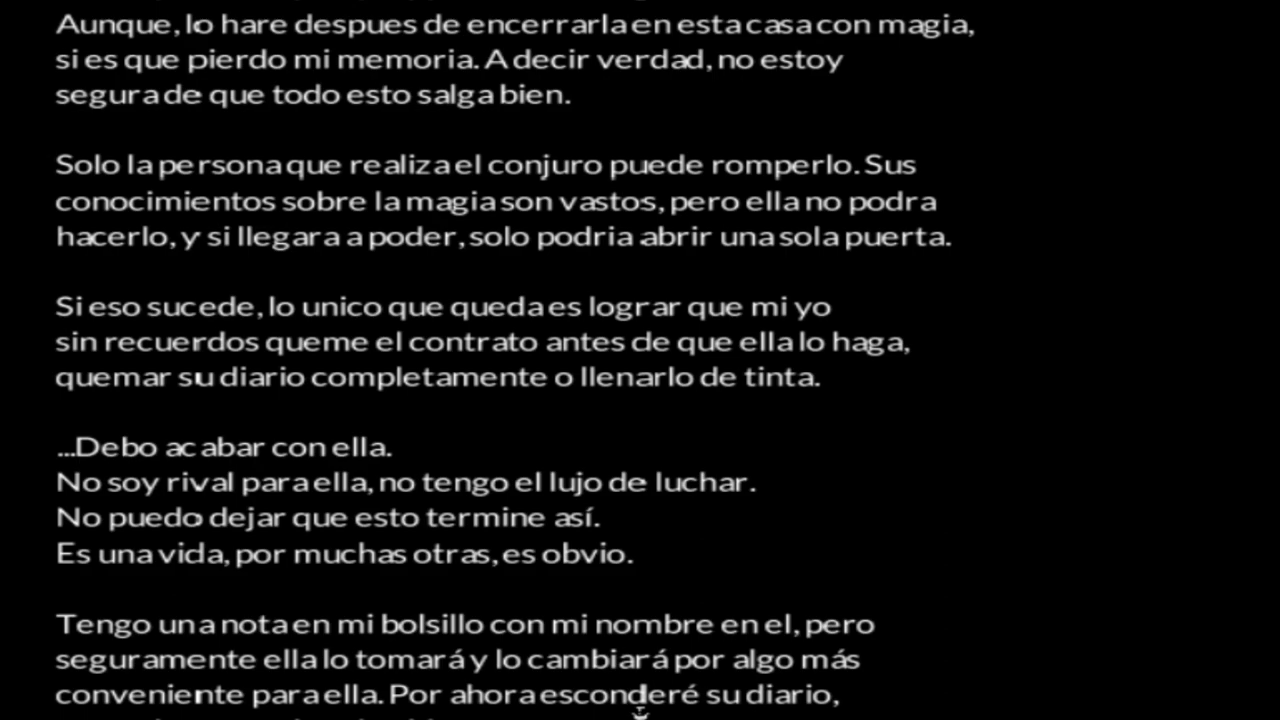 Aunque, lo hare despues de encerrarla en esta casa con magia,
si es que pierdo mi memoria. A decir verdad, no estoy
segura de que todo esto salga bien.
Solo la persona que realiza el conjuro puede romperlo. Sus
conocimientos sobre la magia son vastos, pero ella no podra
hacerlo, y si llegara a poder, solo podria abrir una sola puerta.
Si eso sucede, lo unico que queda es lograr que mi yo
sin recuerdos queme el contrato antes de que ella lo haga,
quemar su diario completamente o llenarlo de tinta.
...Debo acabar con ella.
No soy rival para ella, no tengo el lujo de luchar.
No puedo dejar que esto termine así.
Es una vida, por muchas otras, es obvio.
Tengo una nota en mi bolsillo con mi nombre en el, pero
seguramente ella lo tomará y lo cambiará por algo más
conveniente para ella. Por ahora esconderé su diario,